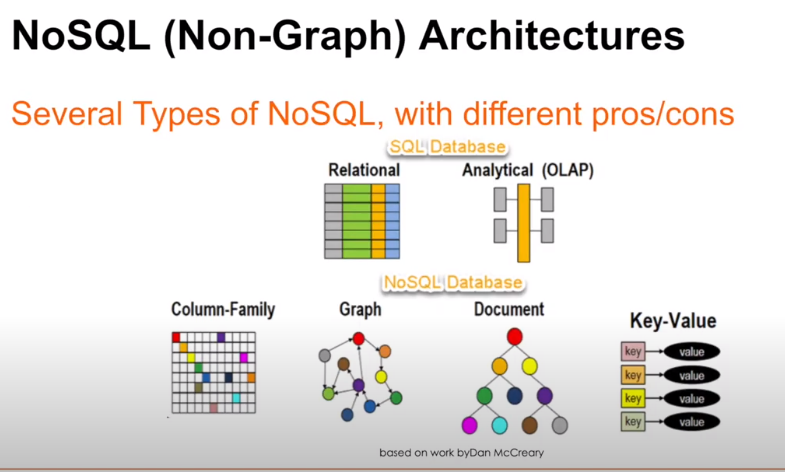 NoSQL (Non-Graph) Architectures
Several Types of NoSQL, with different pros/cons
SQL Database
Relational Analytical (OLAP)
NoSQL Database
Column-Family Graph Document Key-Value
key value
key value
key value
key value
based on work byDan McCreary